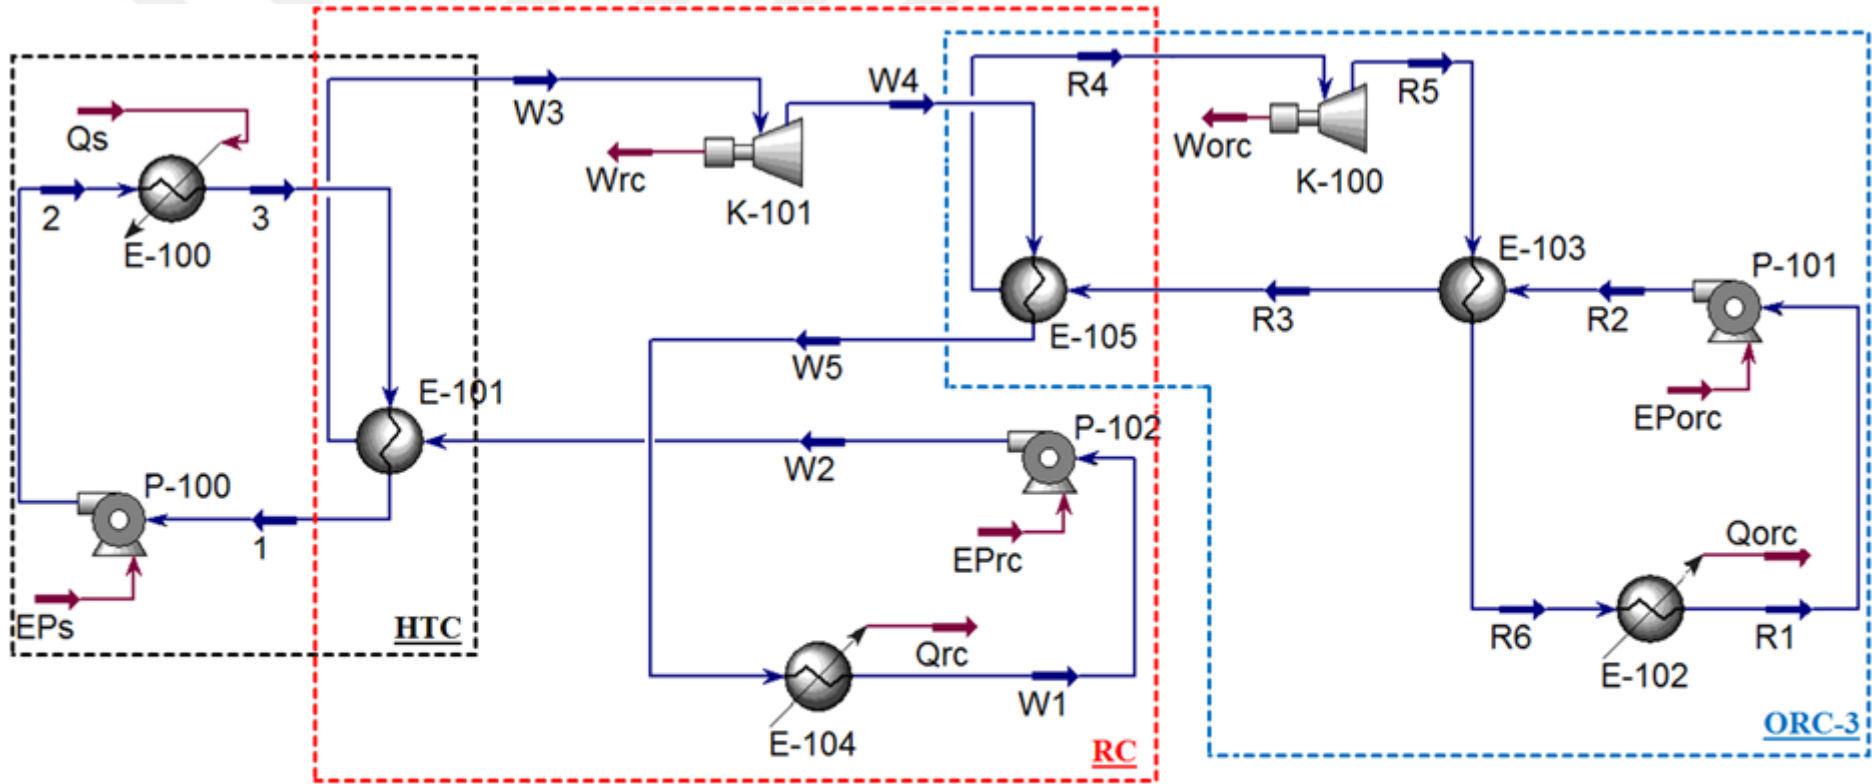 R4
W4
R5
W3
Qs
Worc
Wrc
K-100
K-101
2
3
E-100
E-103
P-101
R3
R2
E-105
W5
E-101
EPorc
P-102
W2
P-100
1
EPrc
Qorc
EPs
HTC
Qrc
R6
R1
W1
E-102
E-104
RC
ORC-3